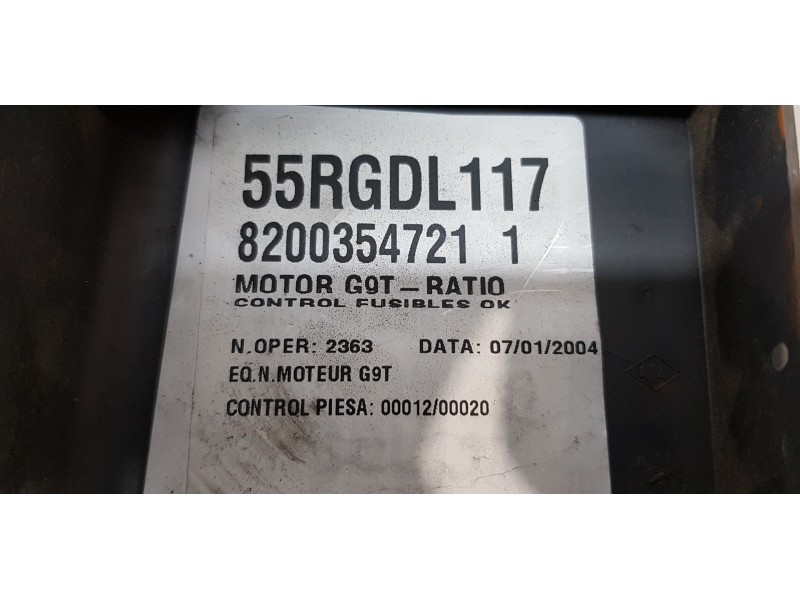 55RGDL117
8200354721 1
MOTOR G9T-RATIO
CONTROL FUSIBLES OK
N.OPER: 2363 DATA: 07/01/2004
EQ.N.MOTEUR G9T
CONTROL PIESA: 00012/00020